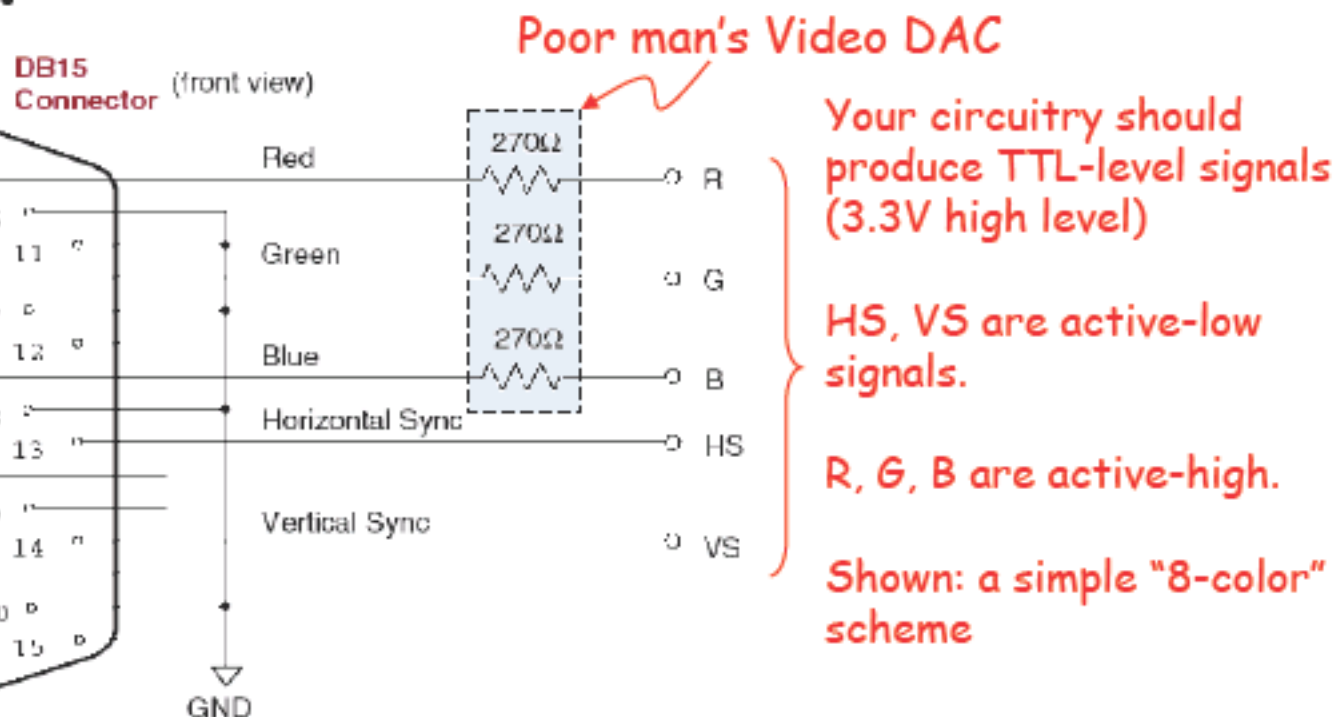 Poor man's Video DAC
DB15
Connector
(front view)
Red
270Ω
R
11
Green
270Ω
G
12
Blue
270Ω
B
Horizontal Sync
13
HS
Vertical Sync
14
VS
15
GND
Your circuitry should
produce TTL-level signals
(3.3V high level)
HS, VS are active-low
signals.
R, G, B are active-high.
Shown: a simple “8-color”
scheme